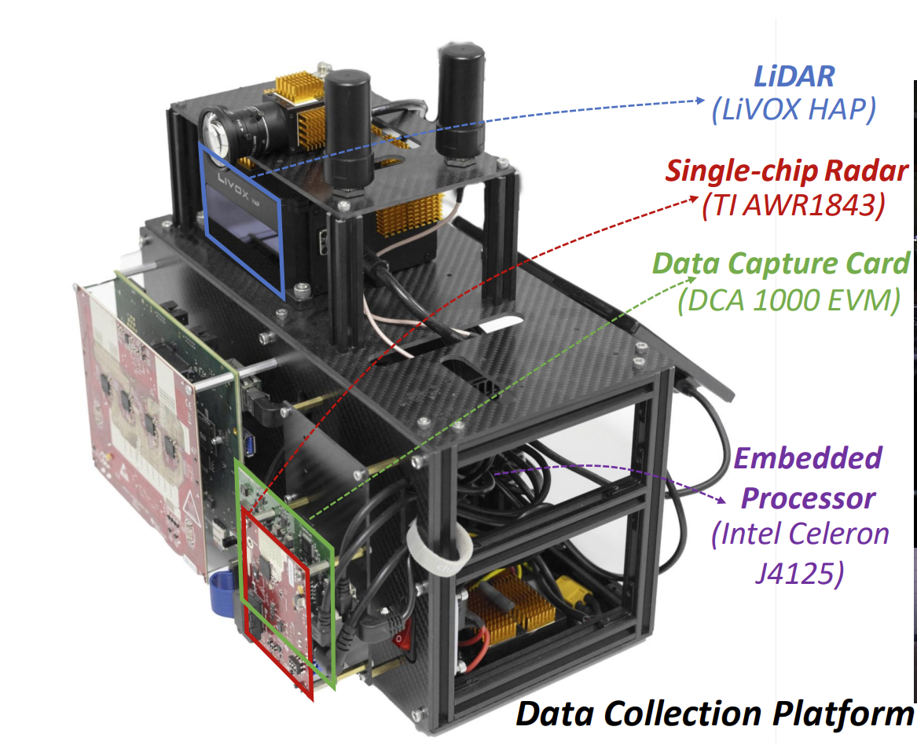 LiDAR
(LiVOX HAP)
Single-chip Radar
(TI AWR1843)
Data Capture Card
(DCA 1000 EVM)
LIVOX
Embedded
Processor
(Intel Celeron
J4125)
Data Collection Platform